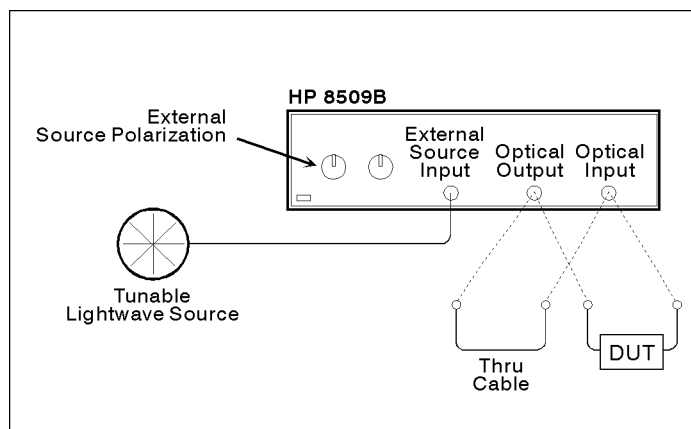 HP 8509B
External
Source Polarization
External
Source
Input
Optical
Output
Optical
Input
Tunable
Lightwave Source
Thru
Cable
DUT